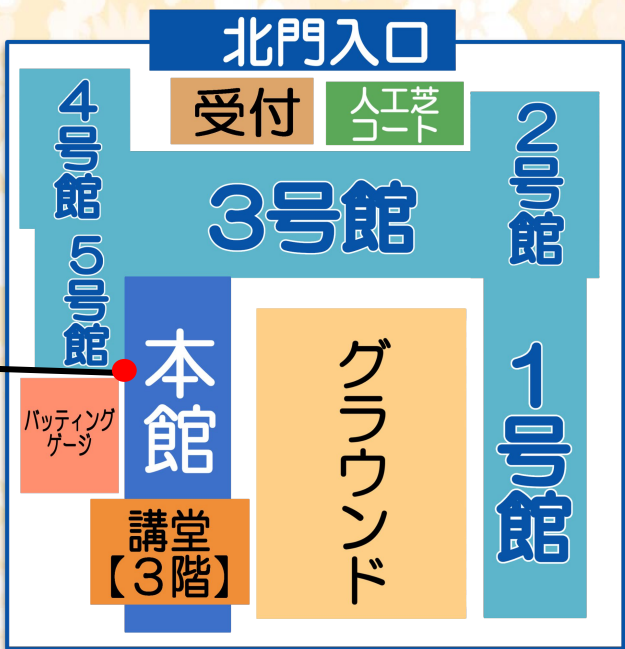 北門入口
受付
人工芝
コート
4号館
2号館
3号館
5号館
本館
グラウンド
1号館
バッティング
ゲージ
講堂
【3階】